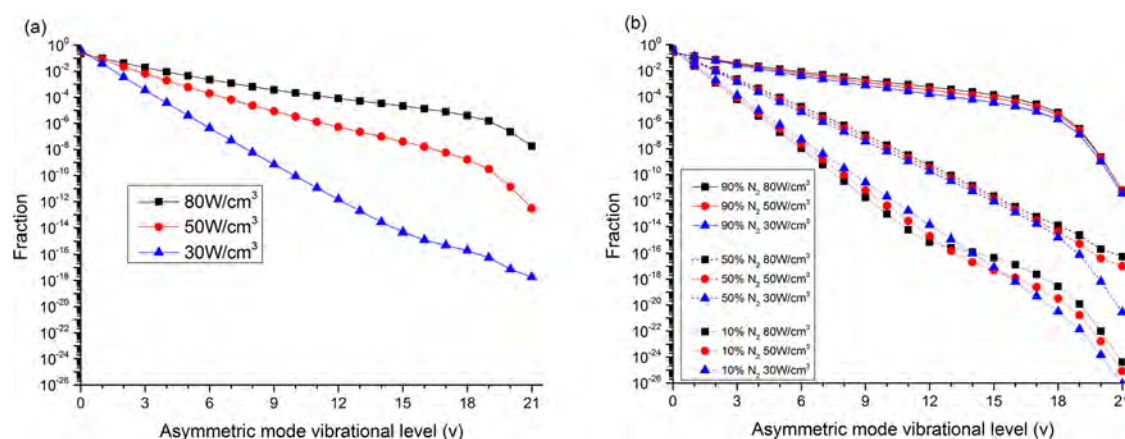 (a)
10⁰
10⁻²
10⁻⁴
10⁻⁶
10⁻⁸
10⁻¹⁰
10⁻¹²
10⁻¹⁴
10⁻¹⁶
10⁻¹⁸
10⁻²⁰
10⁻²²
10⁻²⁴
10⁻²⁶
Fraction
80W/cm³
50W/cm³
30W/cm³
0 3 6 9 12 15 18 21
Asymmetric mode vibrational level (v)
(b)
10⁰
10⁻²
10⁻⁴
10⁻⁶
10⁻⁸
10⁻¹⁰
10⁻¹²
10⁻¹⁴
10⁻¹⁶
10⁻¹⁸
10⁻²⁰
10⁻²²
10⁻²⁴
10⁻²⁶
Fraction
90% N₂ 80W/cm³
90% N₂ 50W/cm³
90% N₂ 30W/cm³
50% N₂ 80W/cm³
50% N₂ 50W/cm³
50% N₂ 30W/cm³
10% N₂ 80W/cm³
10% N₂ 50W/cm³
10% N₂ 30W/cm³
0 3 6 9 12 15 18 21
Asymmetric mode vibrational level (v)